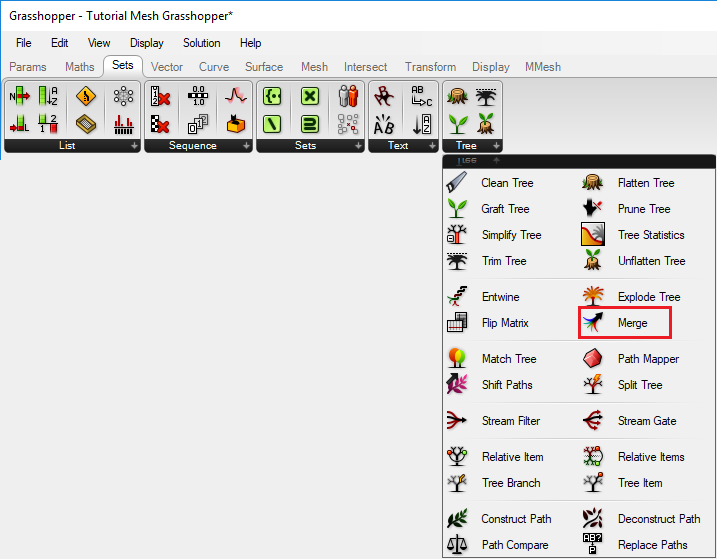 Grasshopper - Tutorial Mesh Grasshopper*
File Edit View Display Solution Help
Params Maths Sets Vector Curve Surface Mesh Intersect Transform Display MMesh
List Sequence Sets Text Tree
Tree
Clean Tree Flatten Tree
Graft Tree Prune Tree
Simplify Tree Tree Statistics
Trim Tree Unflatten Tree
Entwine Explode Tree
Flip Matrix Merge
Match Tree Path Mapper
Shift Paths Split Tree
Stream Filter Stream Gate
Relative Item Relative Items
Tree Branch Tree Item
Construct Path Deconstruct Path
Path Compare Replace Paths